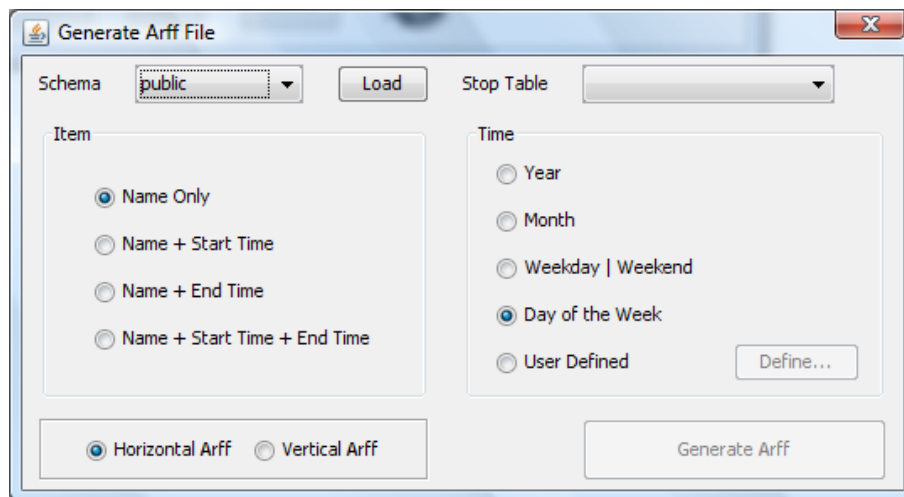 Generate Arff File
Schema public Load Stop Table
Item
Name Only
Name + Start Time
Name + End Time
Name + Start Time + End Time
Time
Year
Month
Weekday | Weekend
Day of the Week
User Defined Define...
Horizontal Arff Vertical Arff
Generate Arff